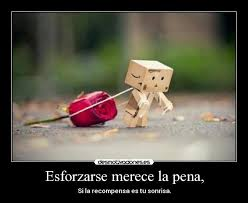 desmotivaciones.es
Esforzarse merece la pena,
Si la recompensa es tu sonrisa.